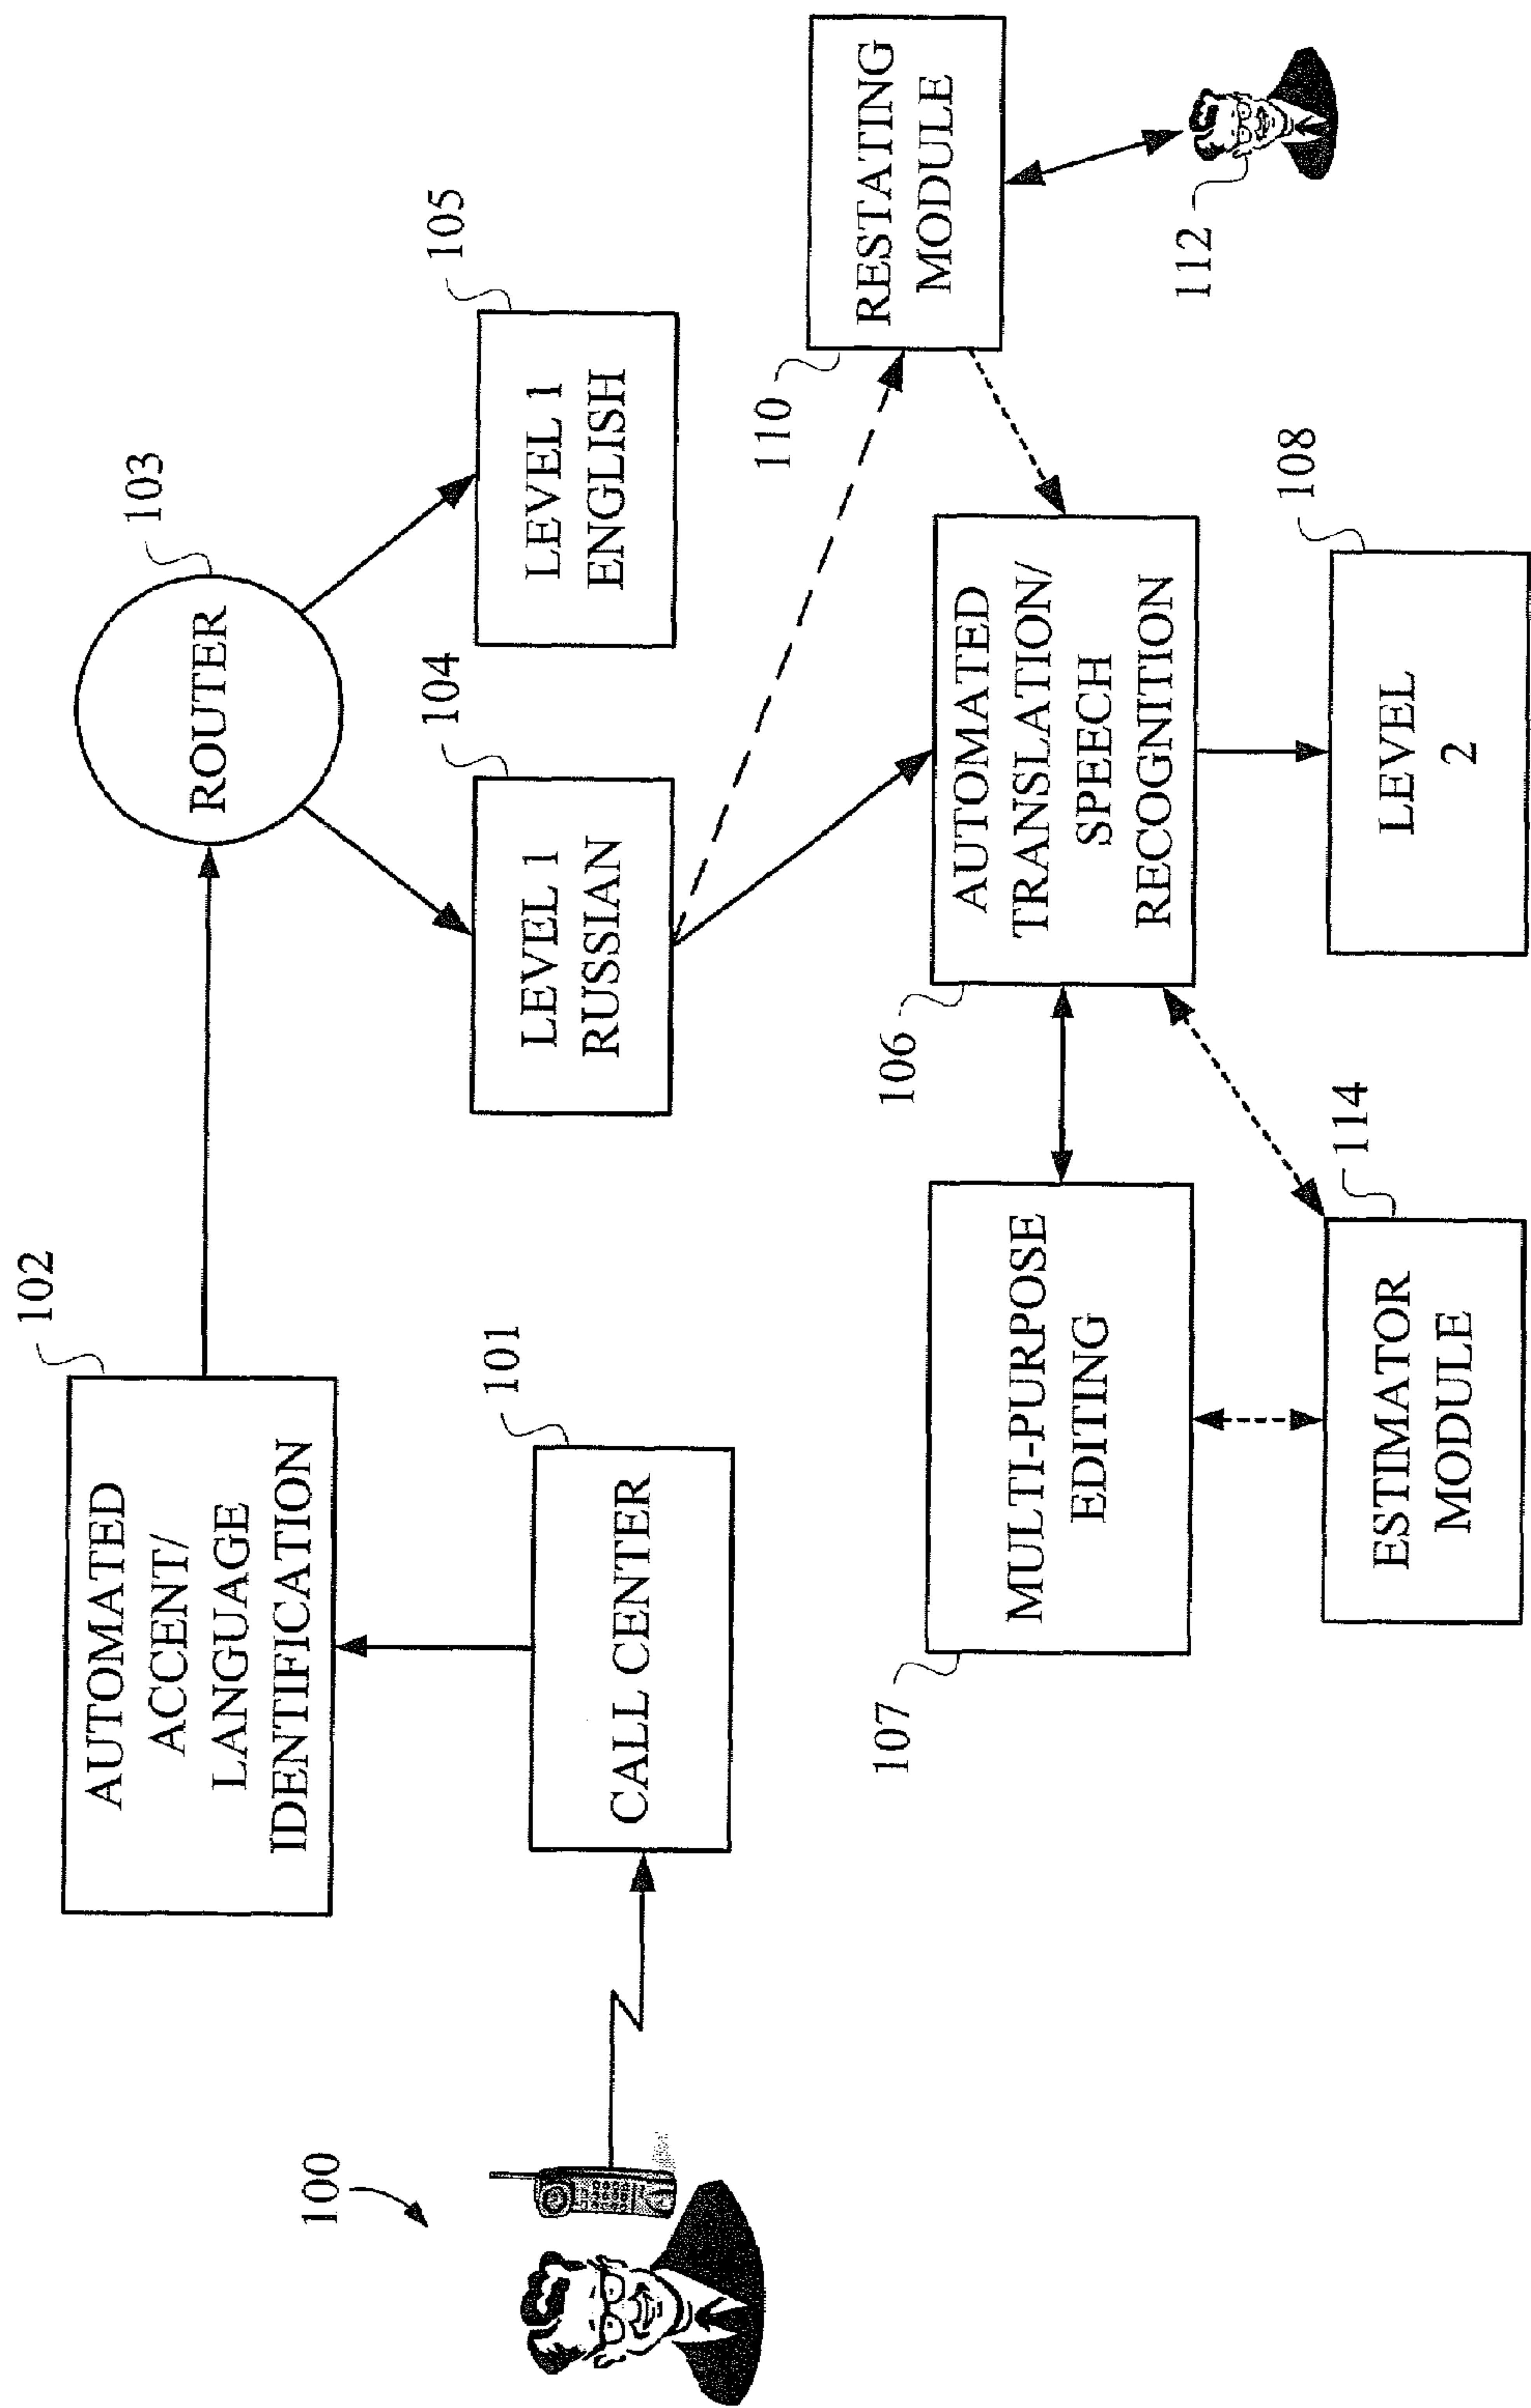 100
101
CALL CENTER
102
AUTOMATED
ACCENT/
LANGUAGE
IDENTIFICATION
103
ROUTER
104
LEVEL 1
RUSSIAN
105
LEVEL 1
ENGLISH
107
MULTI-PURPOSE
EDITING
114
ESTIMATOR
MODULE
106
AUTOMATED
TRANSLATION/
SPEECH
RECOGNITION
108
LEVEL
2
110
RESTATING
MODULE
112